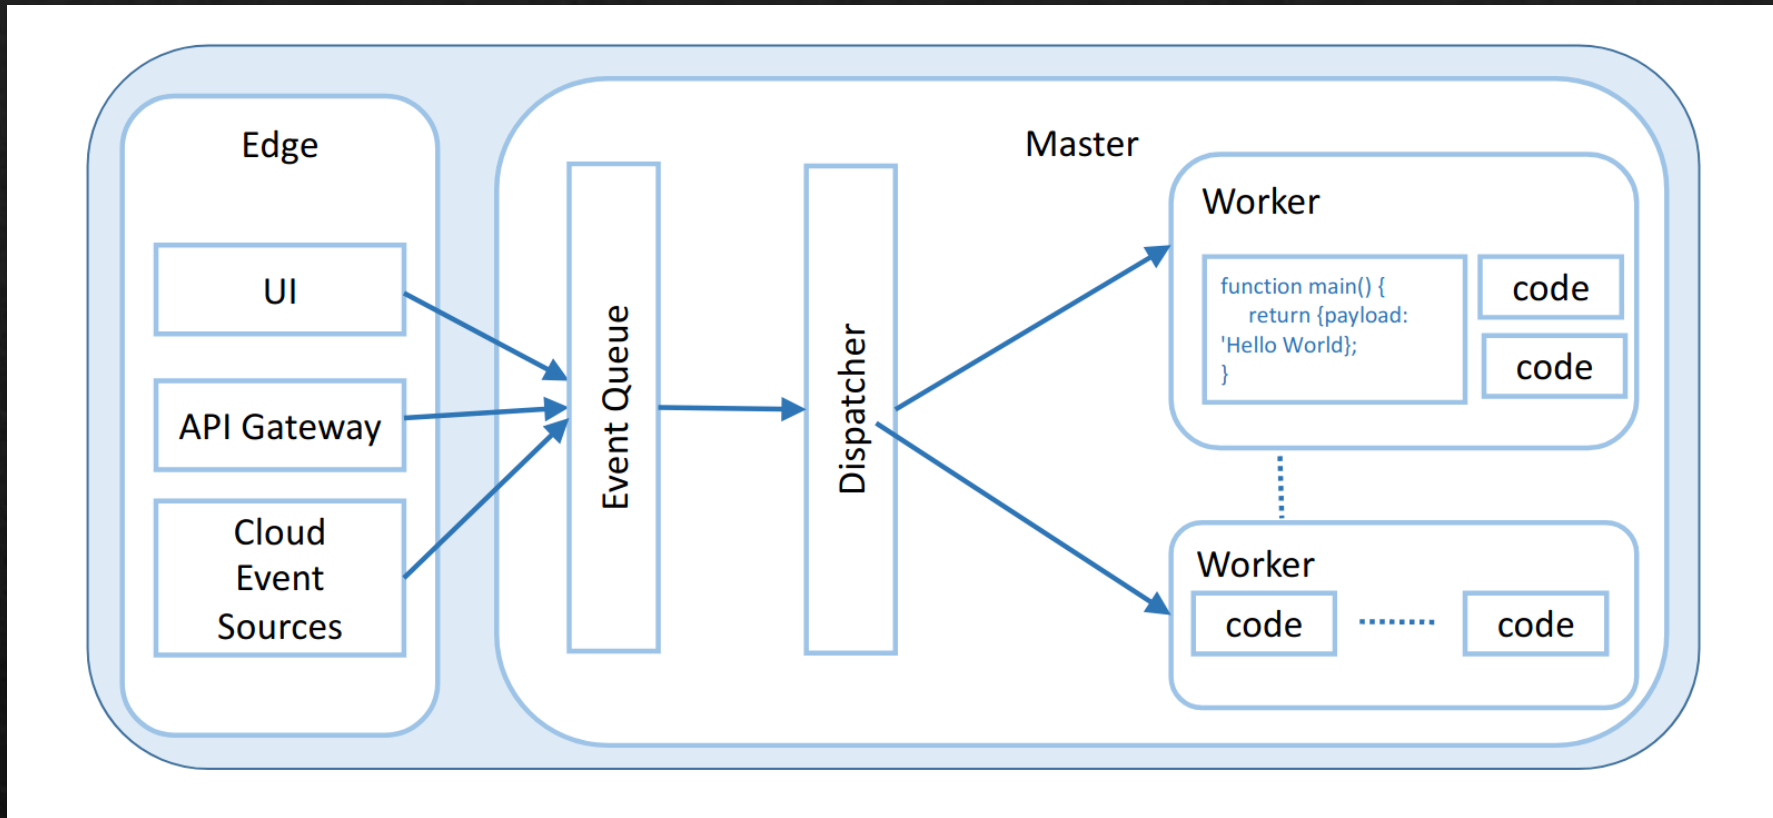 Edge
UI
API Gateway
Cloud
Event
Sources
Event Queue
Dispatcher
Master
Worker
function main() {
return {payload:
'Hello World};
}
code
code
Worker
code
code